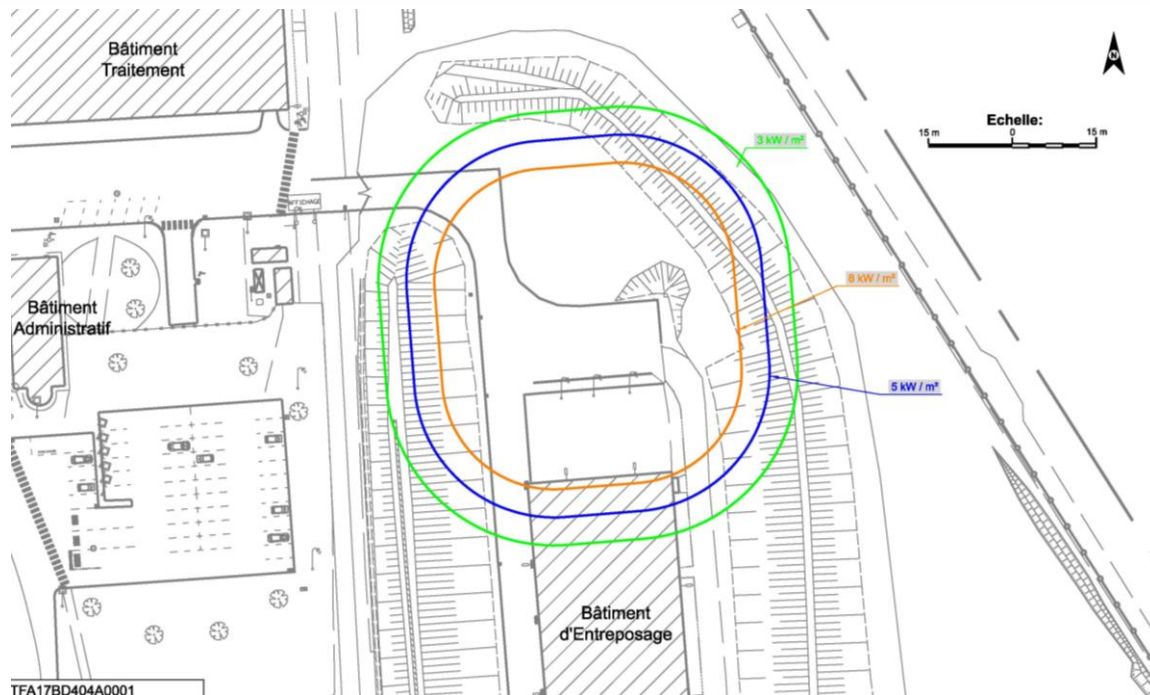 Bâtiment
Traitement
N
Echelle:
15 m 0 15 m
3 kW / m²
AFFICHAGE
8 kW / m²
Bâtiment
Administratif
5 kW / m²
Bâtiment
d'Entreposage
TFA17BD404A0001